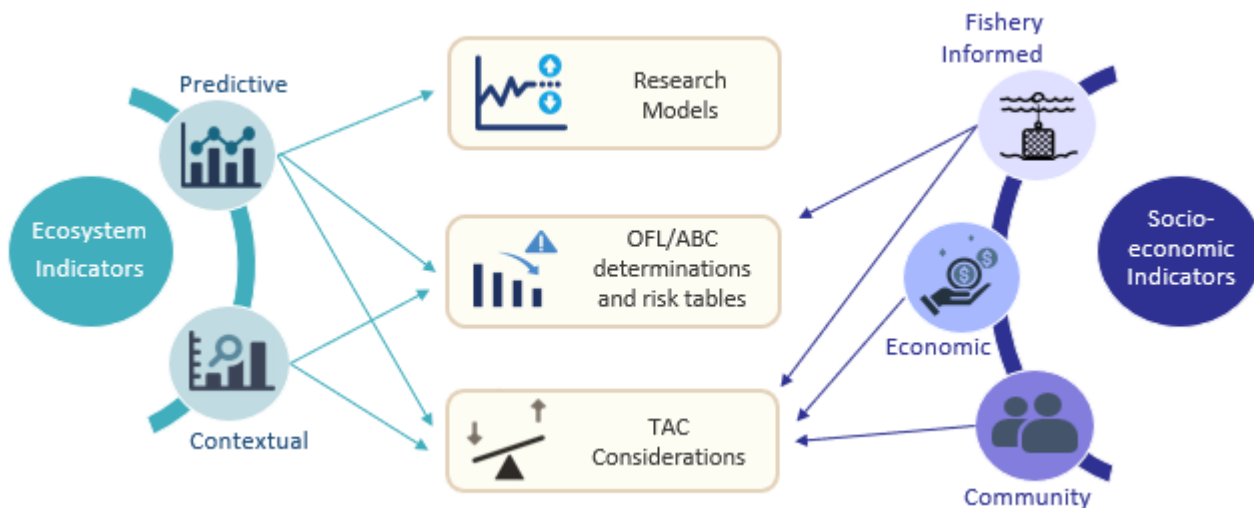 Predictive
Ecosystem
Indicators
Contextual
Research
Models
OFL/ABC
determinations
and risk tables
TAC
Considerations
Fishery
Informed
Economic
Community
Socio-
economic
Indicators